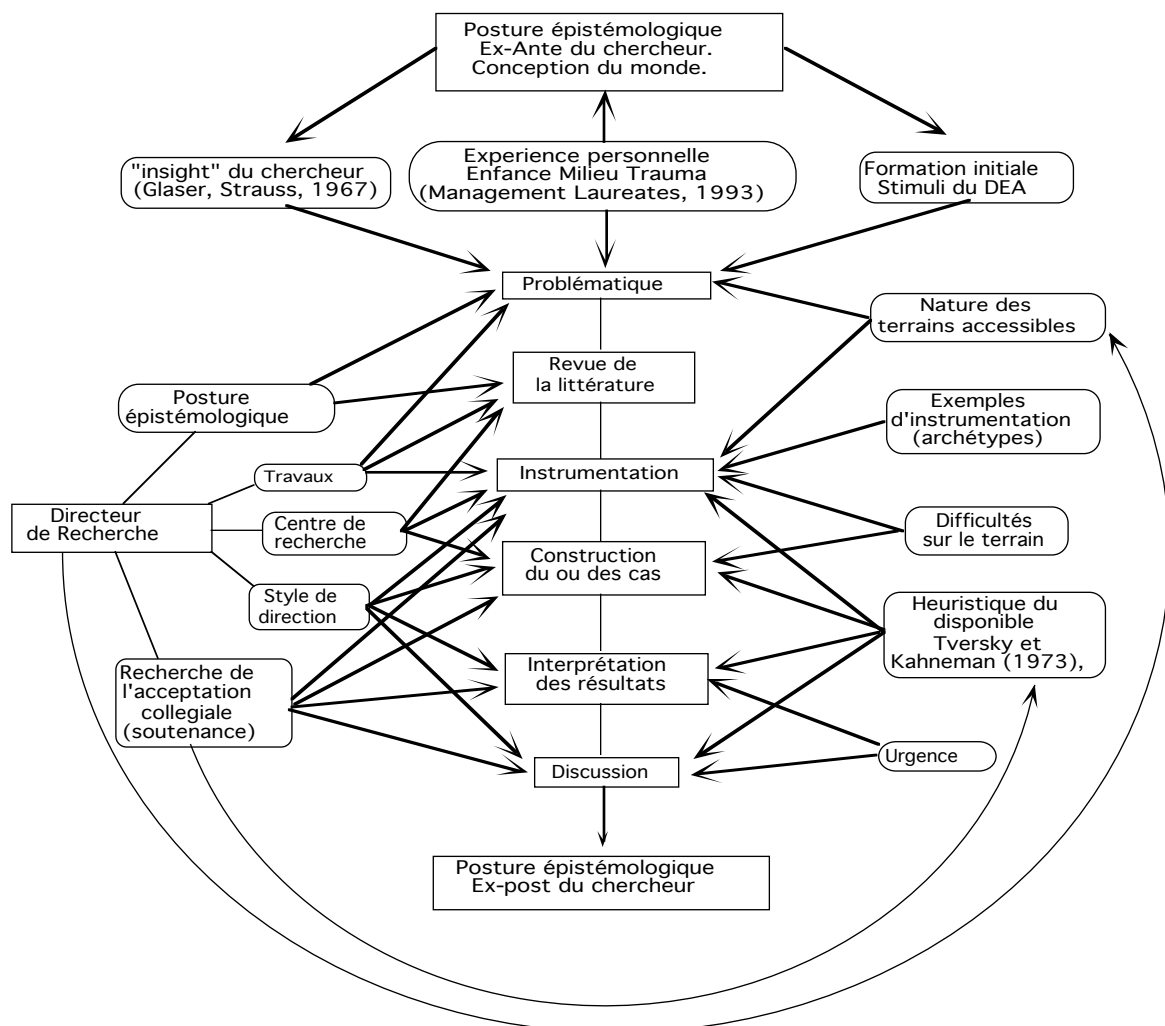 Posture épistémologique
Ex-Ante du chercheur.
Conception du monde.
"insight" du chercheur
(Glaser, Strauss, 1967)
Experience personnelle
Enfance Milieu Trauma
(Management Laureates, 1993)
Formation initiale
Stimuli du DEA
Problématique
Nature des
terrains accessibles
Revue de
la littérature
Posture
épistémologique
Exemples
d'instrumentation
(archétypes)
Travaux
Instrumentation
Directeur
de Recherche
Centre de
recherche
Difficultés
sur le terrain
Construction
du ou des cas
Style de
direction
Heuristique du
disponible
Tversky et
Kahneman (1973),
Recherche de
l'acceptation
collegiale
(soutenance)
Interprétation
des résultats
Urgence
Discussion
Posture épistémologique
Ex-post du chercheur